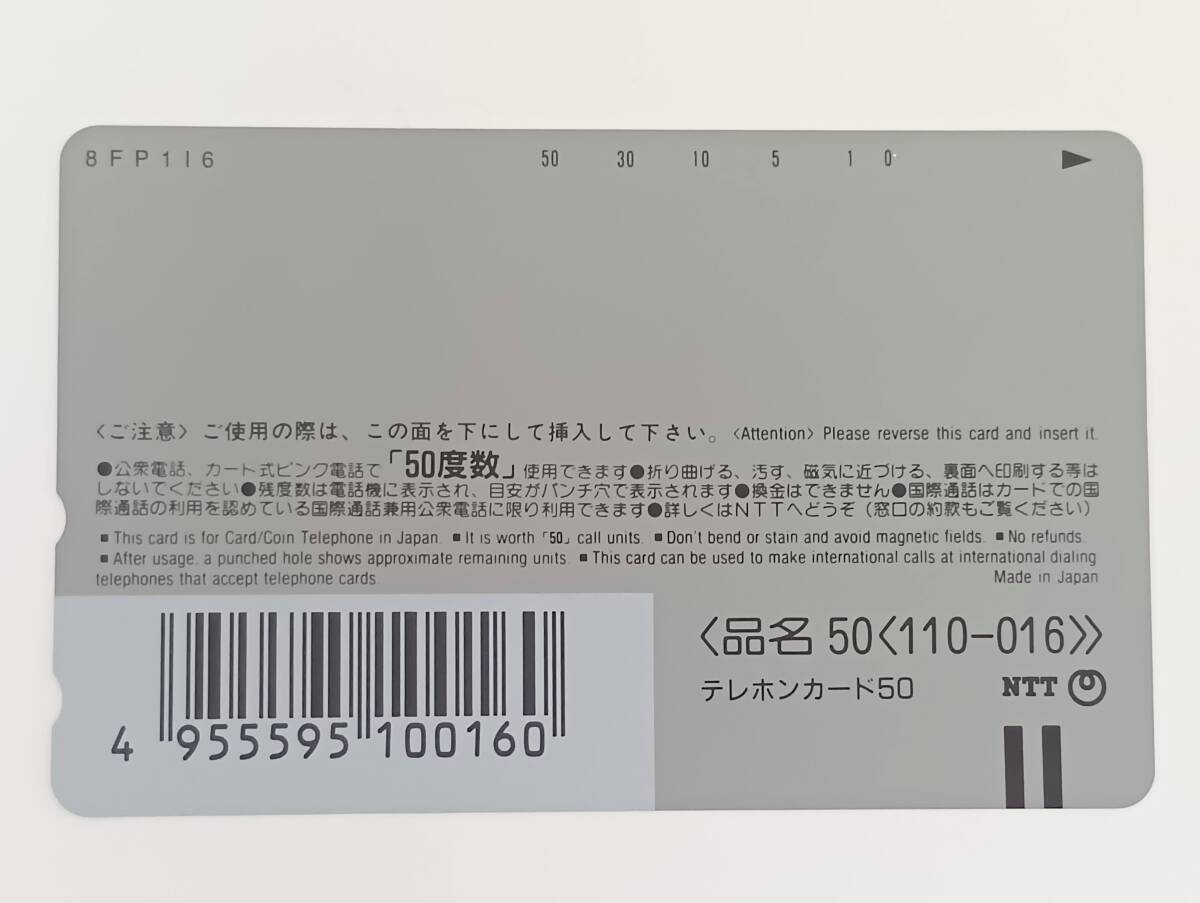 8FP1I6 50 30 10 5 1 0
〈ご注意〉ご使用の際は、この面を下にして挿入して下さい。〈Attention〉Please reverse this card and insert it.
●公衆電話、カード式ピンク電話で「50度数」使用できます●折り曲げる、汚す、磁気に近づける、裏面へ印刷する等は
しないでください●残度数は電話機に表示され、目安がパンチ穴で表示されます●換金はできません●国際通話はカードでの国
際通話の利用を認めている国際通話兼用公衆電話に限り利用できます●詳しくはNTTへどうぞ（窓口の約款もご覧ください）
■This card is for Card/Coin Telephone in Japan. ■It is worth「50」call units. ■Don't bend or stain and avoid magnetic fields. ■No refunds.
■After usage, a punched hole shows approximate remaining units. ■This card can be used to make international calls at international dialing
telephones that accept telephone cards.
Made in Japan
〈品名 50〈110-016〉〉
テレホンカード50 NTT
4 955595 100160